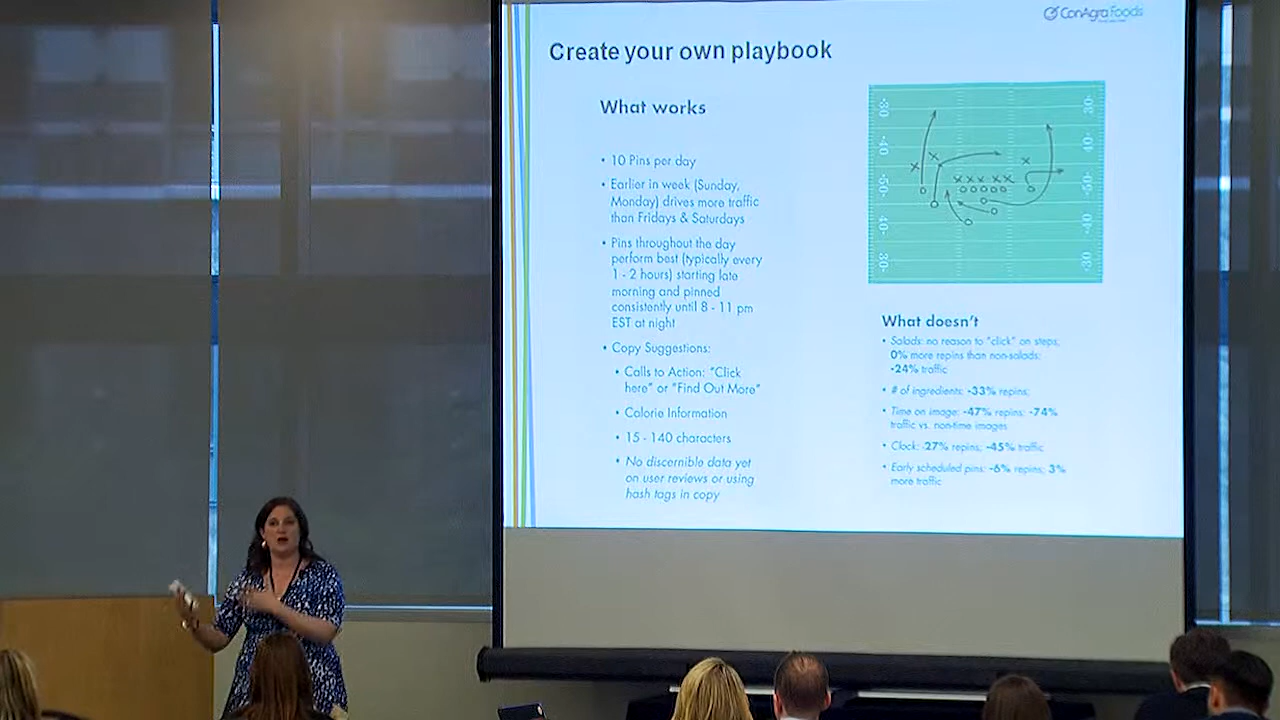 ConAgra Foods
Create your own playbook
What works
• 10 Pins per day
• Earlier in week (Sunday,
Monday) drives more traffic
than Fridays & Saturdays
• Pins throughout the day
perform best (typically every
1 - 2 hours) starting late
morning and pinned
consistently until 8 - 11 pm
EST at night
• Copy Suggestions:
• Calls to Action: "Click
here" or "Find Out More"
• Calorie Information
• 15 - 140 characters
• No discernible data yet
on user reviews or using
hash tags in copy
What doesn't
• Salads: no reason to "click" on steps;
0% more repins than non-salads;
-24% traffic
• # of ingredients: -33% repins;
• Time on image: -47% repins; -74%
traffic vs. non-time images
• Clock: -27% repins; -45% traffic
• Early scheduled pins: -6% repins; 3%
more traffic